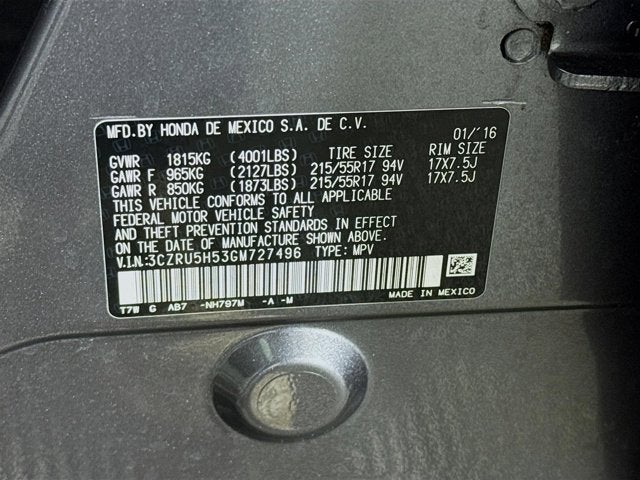 MFD.BY HONDA DE MEXICO S.A. DE C.V. 01/'16
GVWR 1815KG (4001LBS) TIRE SIZE RIM SIZE
GAWR F 965KG (2127LBS) 215/55R17 94V 17X7.5J
GAWR R 850KG (1873LBS) 215/55R17 94V 17X7.5J
THIS VEHICLE CONFORMS TO ALL APPLICABLE
FEDERAL MOTOR VEHICLE SAFETY
AND THEFT PREVENTION STANDARDS IN EFFECT
ON THE DATE OF MANUFACTURE SHOWN ABOVE.
V.I.N:3CZRU5H53GM727496 TYPE: MPV
T7W G AB7 -NH797M -A -M MADE IN MEXICO